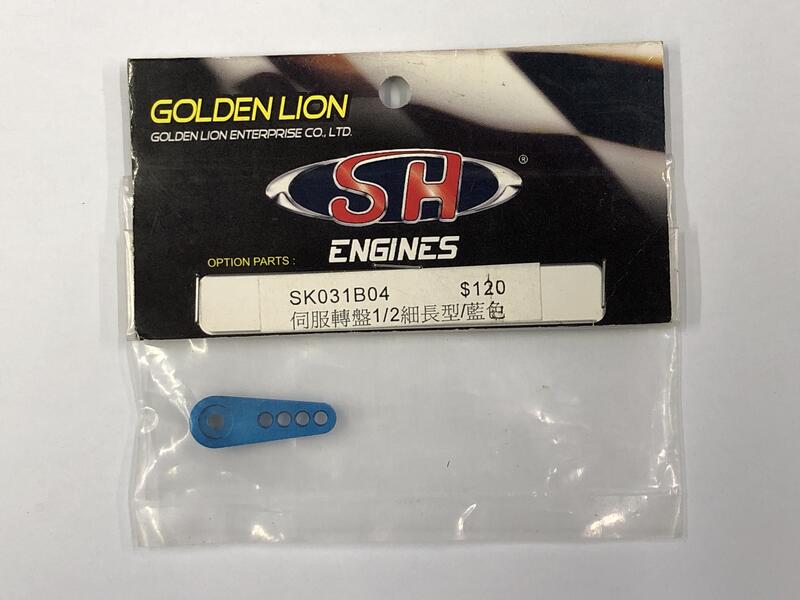 GOLDEN LION
GOLDEN LION ENTERPRISE CO., LTD.
SH
®
ENGINES
OPTION PARTS :
SK031B04 $120
伺服轉盤1/2細長型/藍色